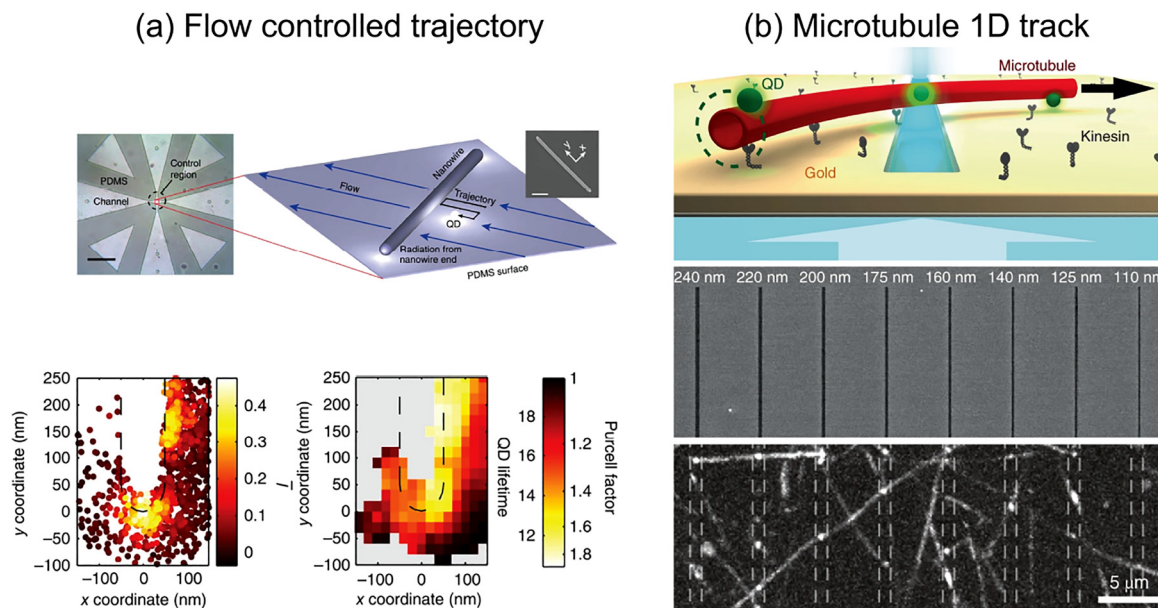 (a) Flow controlled trajectory
(b) Microtubule 1D track
PDMS
Channel
Control
region
Nanowire
Flow
Trajectory
QD
Radiation from
nanowire end
PDMS surface
y
x
QD
Microtubule
Kinesin
Gold
240 nm
220 nm
200 nm
175 nm
160 nm
140 nm
125 nm
110 nm
5 μm
250
200
150
100
50
0
−50
−100
y coordinate (nm)
−100
0
100
x coordinate (nm)
0.4
0.3
0.2
0.1
0
I
250
200
150
100
50
0
−50
−100
y coordinate (nm)
−100
0
100
x coordinate (nm)
1
1.2
1.4
1.6
1.8
QD lifetime
Purcell factor